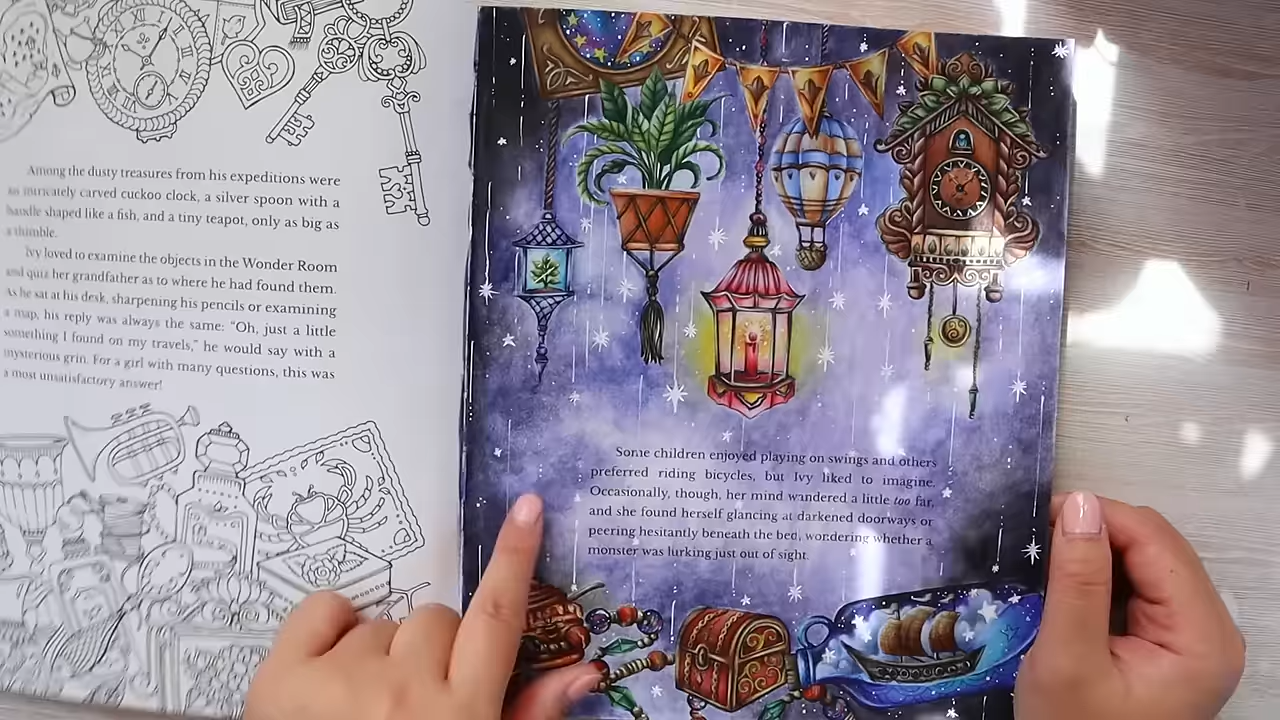 Among the dusty treasures from his expeditions were
an intricately carved cuckoo clock, a silver spoon with a
handle shaped like a fish, and a tiny teapot, only as big as
a thimble.
Ivy loved to examine the objects in the Wonder Room
and quiz her grandfather as to where he had found them.
As he sat at his desk, sharpening his pencils or examining
a map, his reply was always the same: “Oh, just a little
something I found on my travels,” he would say with a
mysterious grin. For a girl with many questions, this was
a most unsatisfactory answer!
Some children enjoyed playing on swings and others
preferred riding bicycles, but Ivy liked to imagine.
Occasionally, though, her mind wandered a little too far,
and she found herself glancing at darkened doorways or
peering hesitantly beneath the bed, wondering whether a
monster was lurking just out of sight.